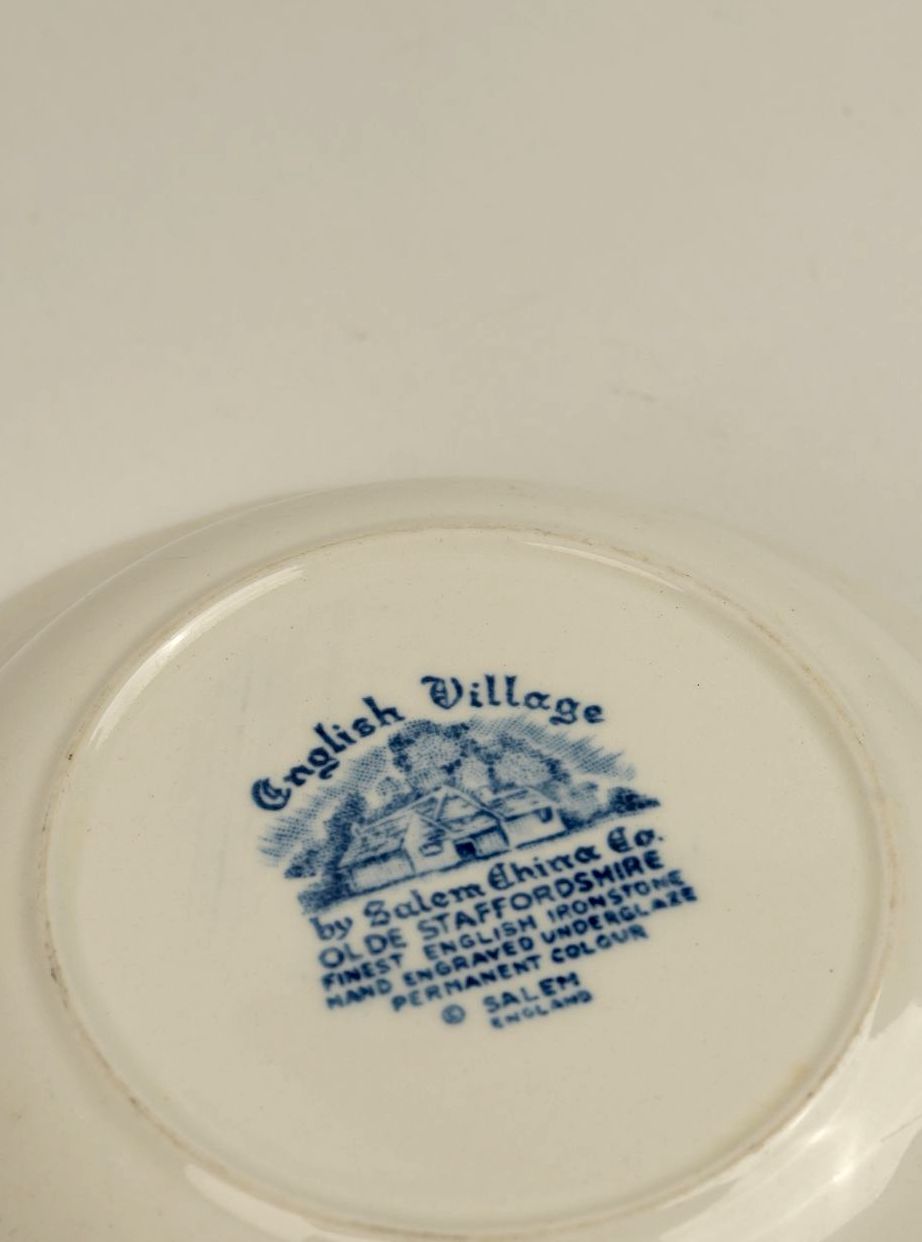 English Village
by Salem China Co.
OLDE STAFFORDSHIRE
FINEST ENGLISH IRONSTONE
HAND ENGRAVED UNDERGLAZE
PERMANENT COLOUR
© SALEM
ENGLAND